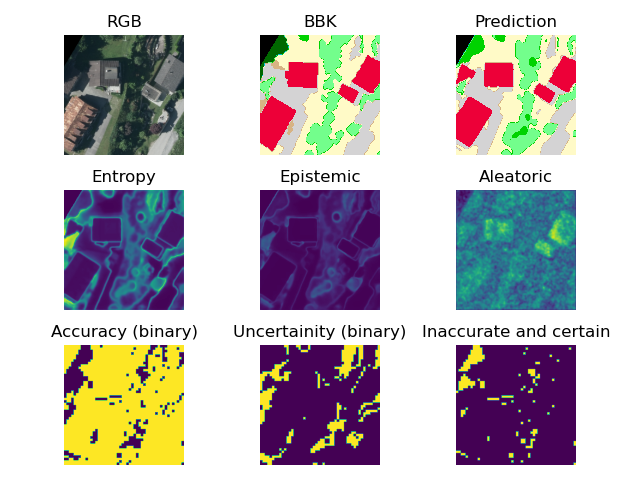 RGB
BBK
Prediction
Entropy
Epistemic
Aleatoric
Accuracy (binary)
Uncertainity (binary)
Inaccurate and certain